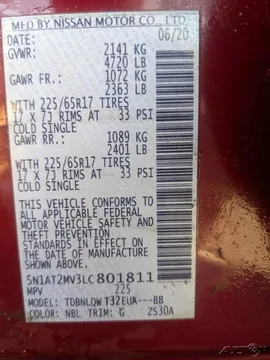 MFD BY NISSAN MOTOR CO., LTD.
DATE: 06/20
GVWR: 2141 KG
4720 LB
GAWR FR: 1072 KG
2363 LB
WITH 225/65R17 TIRES
17 X 7J RIMS AT 33 PSI
COLD SINGLE
GAWR RR: 1089 KG
2401 LB
WITH 225/65R17 TIRES
17 X 7J RIMS AT 33 PSI
COLD SINGLE
THIS VEHICLE CONFORMS TO ALL
APPLICABLE U.S. FEDERAL
MOTOR VEHICLE SAFETY AND
THEFT PREVENTION STANDARDS
IN EFFECT ON THE DATE OF
MANUFACTURE SHOWN ABOVE.
5N1AT2MV3LC801811
MPV 225
MODEL: TDBNLQWT32EUA---BB
COLOR: NBL TRIM: G ZS30A